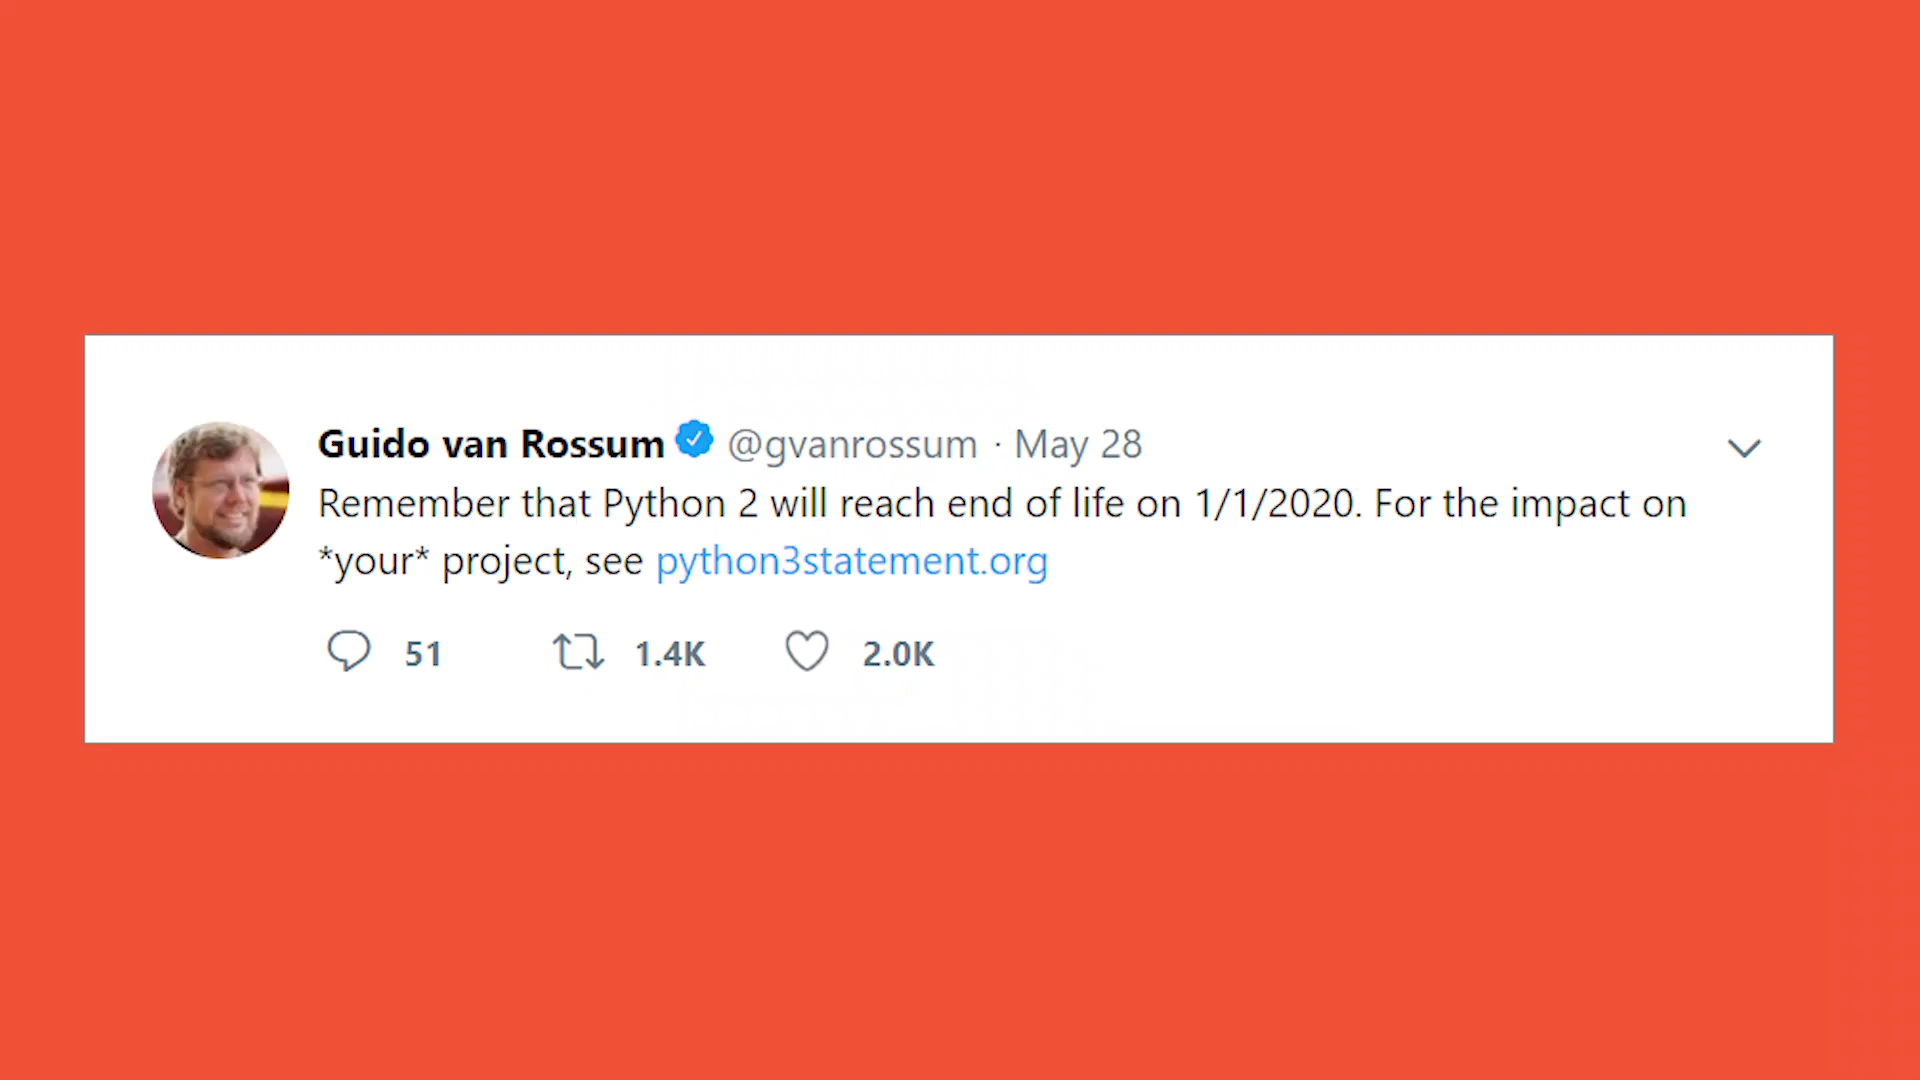 Guido van Rossum @gvanrossum · May 28
Remember that Python 2 will reach end of life on 1/1/2020. For the impact on
*your* project, see python3statement.org
51 1.4K 2.0K